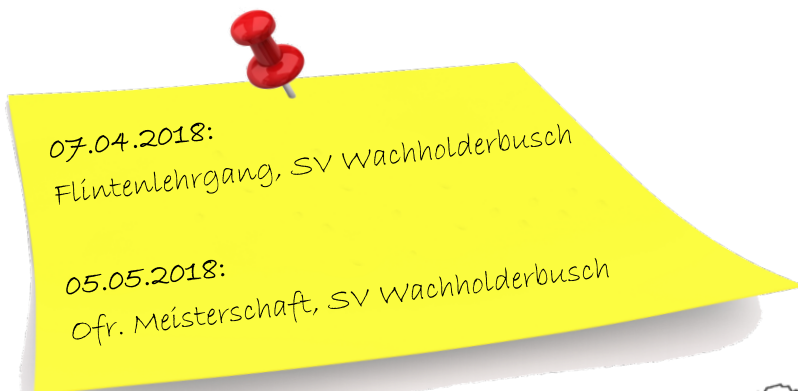 07.04.2018:
Flintenlehrgang, SV Wachholderbusch
05.05.2018:
Ofr. Meisterschaft, SV Wachholderbusch